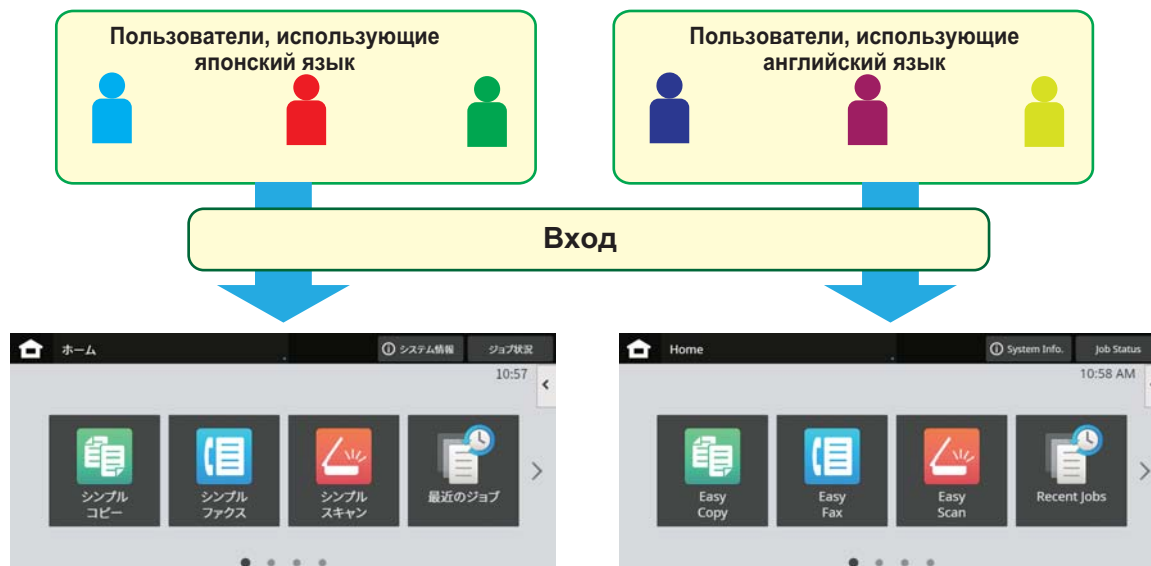 Пользователи, использующие
японский язык
Пользователи, использующие
английский язык
Вход
ホーム
システム情報
ジョブ状況
10:57
シンプル
コピー
シンプル
ファクス
シンプル
スキャン
最近のジョブ
Home
System Info.
Job Status
10:58 AM
Easy
Copy
Easy
Fax
Easy
Scan
Recent Jobs